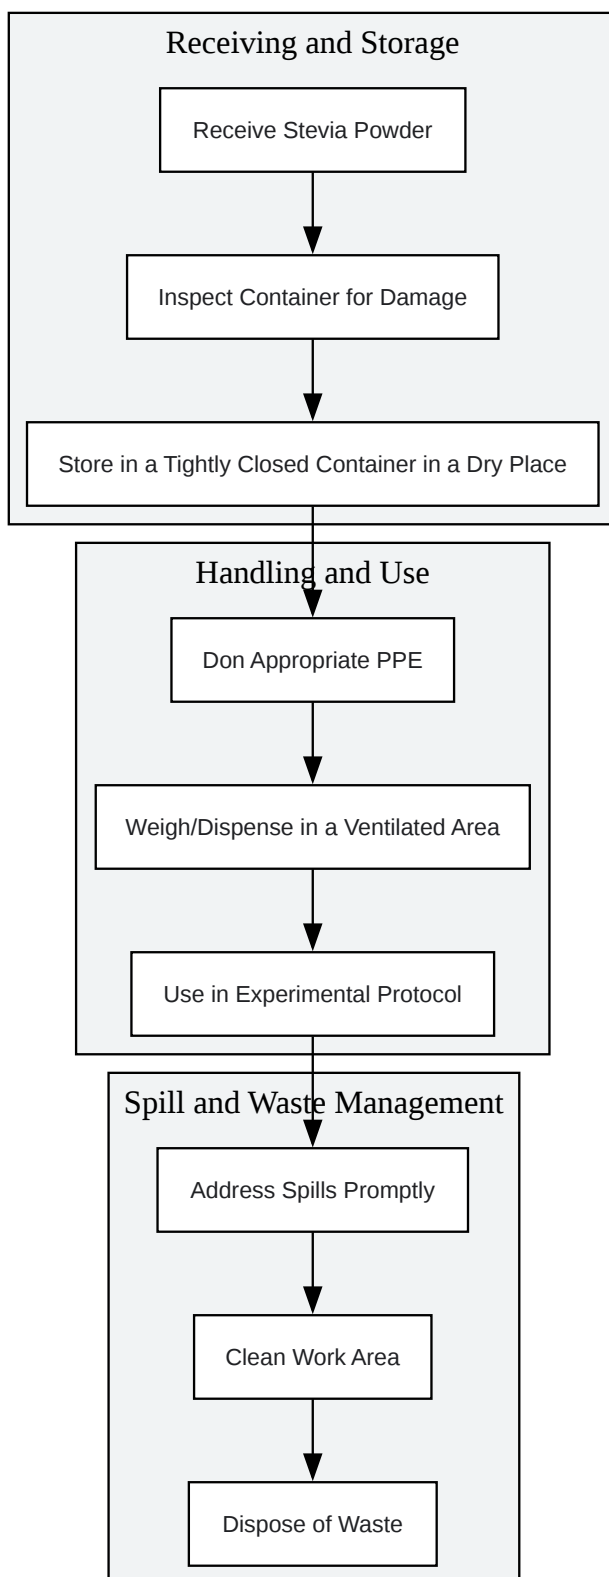 Receiving and Storage
Receive Stevia Powder
Inspect Container for Damage
Store in a Tightly Closed Container in a Dry Place
Handling and Use
Don Appropriate PPE
Weigh/Dispense in a Ventilated Area
Use in Experimental Protocol
Spill and Waste Management
Address Spills Promptly
Clean Work Area
Dispose of Waste